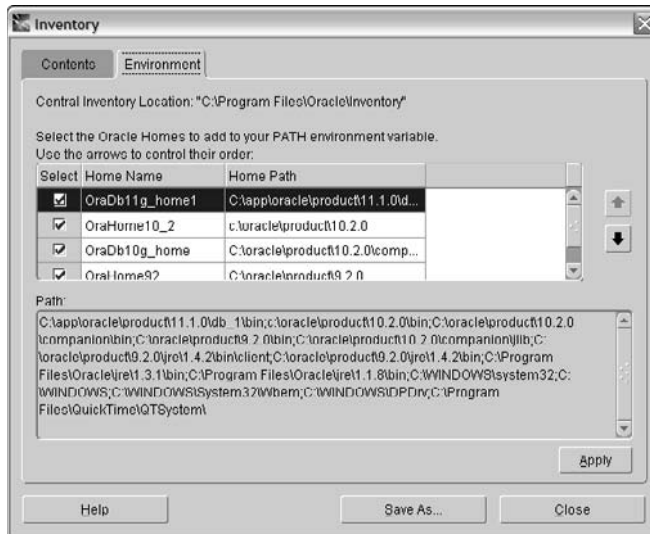 Inventory
Contents Environment
Central Inventory Location: "C:\Program Files\Oracle\Inventory"
Select the Oracle Homes to add to your PATH environment variable.
Use the arrows to control their order:
Select Home Name Home Path
OraDb11g_home1 C:\app\oracle\product\11.1.0\d...
OraHome10_2 c:\oracle\product\10.2.0
OraDb10g_home C:\oracle\product\10.2.0\comp...
OraHome92 C:\oracle\product\9.2.0
Path:
C:\app\oracle\product\11.1.0\db_1\bin;c:\oracle\product\10.2.0\bin;C:\oracle\product\10.2.0
\companion\bin;C:\oracle\product\9.2.0\bin;C:\oracle\product\10.2.0\companion\jlib;C:
\oracle\product\9.2.0\jre\1.4.2\bin\client;C:\oracle\product\9.2.0\jre\1.4.2\bin;C:\Program
Files\Oracle\jre\1.3.1\bin;C:\Program Files\Oracle\jre\1.1.8\bin;C:\WINDOWS\system32;C:
\WINDOWS;C:\WINDOWS\System32\Wbem;C:\WINDOWS\DPDrv;C:\Program
Files\QuickTime\QTSystem\
Apply
Help Save As... Close